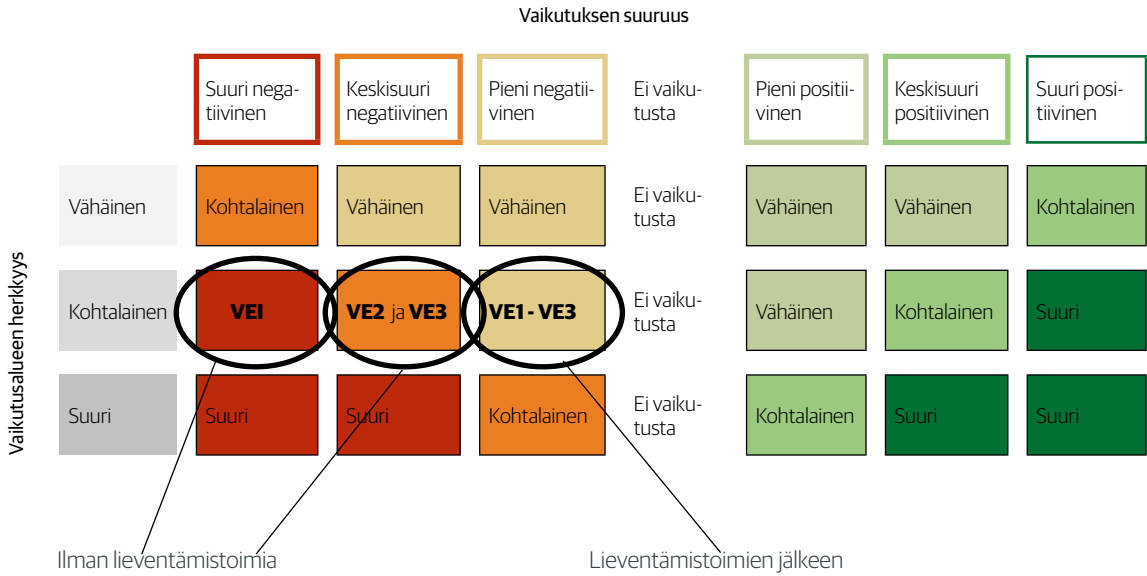 Vaikutuksen suuruus
Suuri nega-
tiivinen
Keskisuuri
negatiivinen
Pieni negatii-
vinen
Ei vaiku-
tusta
Pieni positii-
vinen
Keskisuuri
positiivinen
Suuri posi-
tiivinen
Vaikutusalueen herkkyys
Vähäinen
Kohtalainen
Vähäinen
Vähäinen
Ei vaiku-
tusta
Vähäinen
Vähäinen
Kohtalainen
Kohtalainen
VEI
VE2 ja VE3
VE1 - VE3
Ei vaiku-
tusta
Vähäinen
Kohtalainen
Suuri
Suuri
Suuri
Suuri
Kohtalainen
Ei vaiku-
tusta
Kohtalainen
Suuri
Suuri
Ilman lieventämistoimia
Lieventämistoimien jälkeen